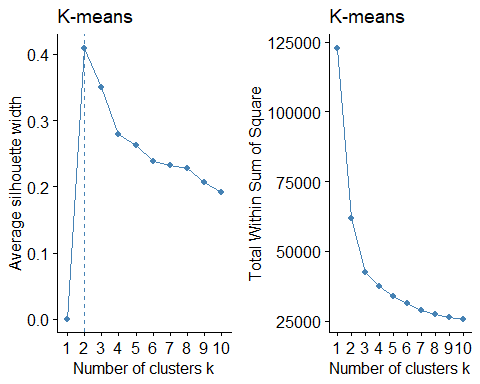 K-means
Average silhouette width
0.4
0.3
0.2
0.1
0.0
1 2 3 4 5 6 7 8 9 10
Number of clusters k
K-means
Total Within Sum of Square
125000
100000
75000
50000
25000
1 2 3 4 5 6 7 8 9 10
Number of clusters k